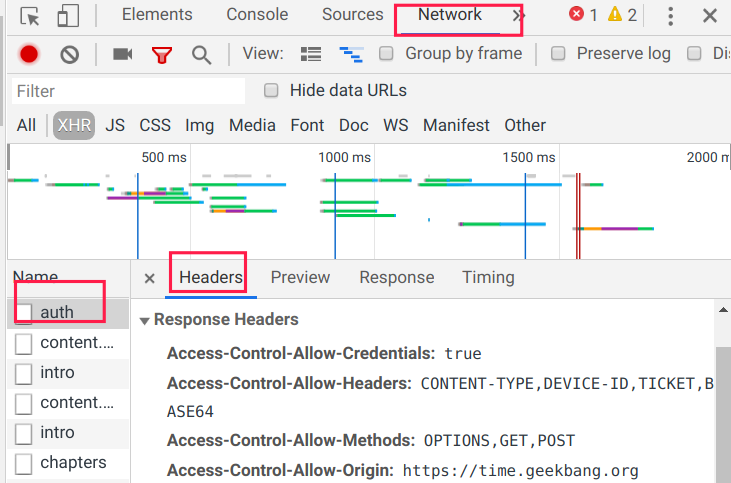 Elements Console Sources Network » 1 2
View: Group by frame Preserve log
Filter Hide data URLs
All XHR JS CSS Img Media Font Doc WS Manifest Other
500 ms 1000 ms 1500 ms 2000 m
Name × Headers Preview Response Timing
auth
content.…
intro
content.…
intro
chapters
Response Headers
Access-Control-Allow-Credentials: true
Access-Control-Allow-Headers: CONTENT-TYPE,DEVICE-ID,TICKET,B
ASE64
Access-Control-Allow-Methods: OPTIONS,GET,POST
Access-Control-Allow-Origin: https://time.geekbang.org